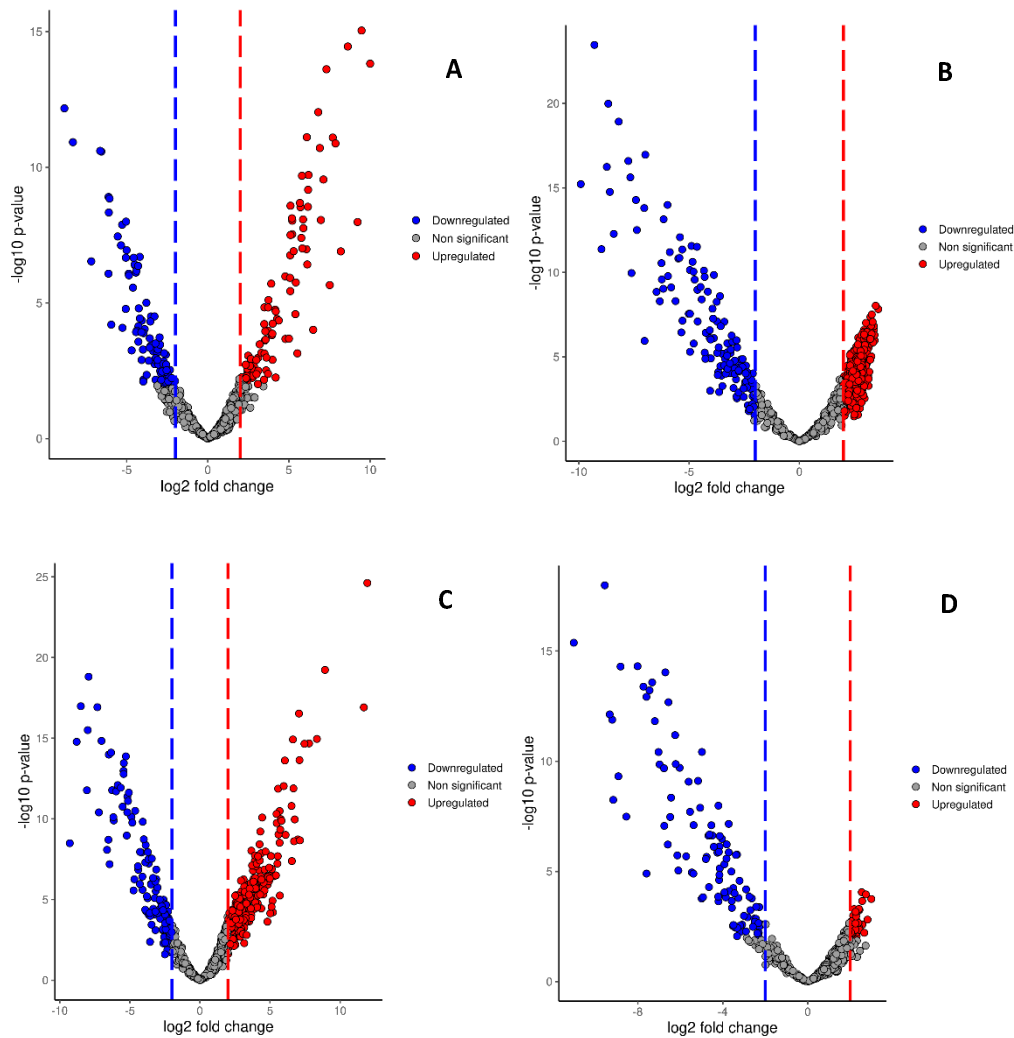 A
15
10
5
0
-5
0
5
10
-log10 p-value
log2 fold change
Downregulated
Non significant
Upregulated
B
20
15
10
5
0
-10
-5
0
-log10 p-value
log2 fold change
Downregulated
Non significant
Upregulated
C
25
20
15
10
5
0
-10
-5
0
5
10
-log10 p-value
log2 fold change
Downregulated
Non significant
Upregulated
D
15
10
5
0
-8
-4
0
-log10 p-value
log2 fold change
Downregulated
Non significant
Upregulated